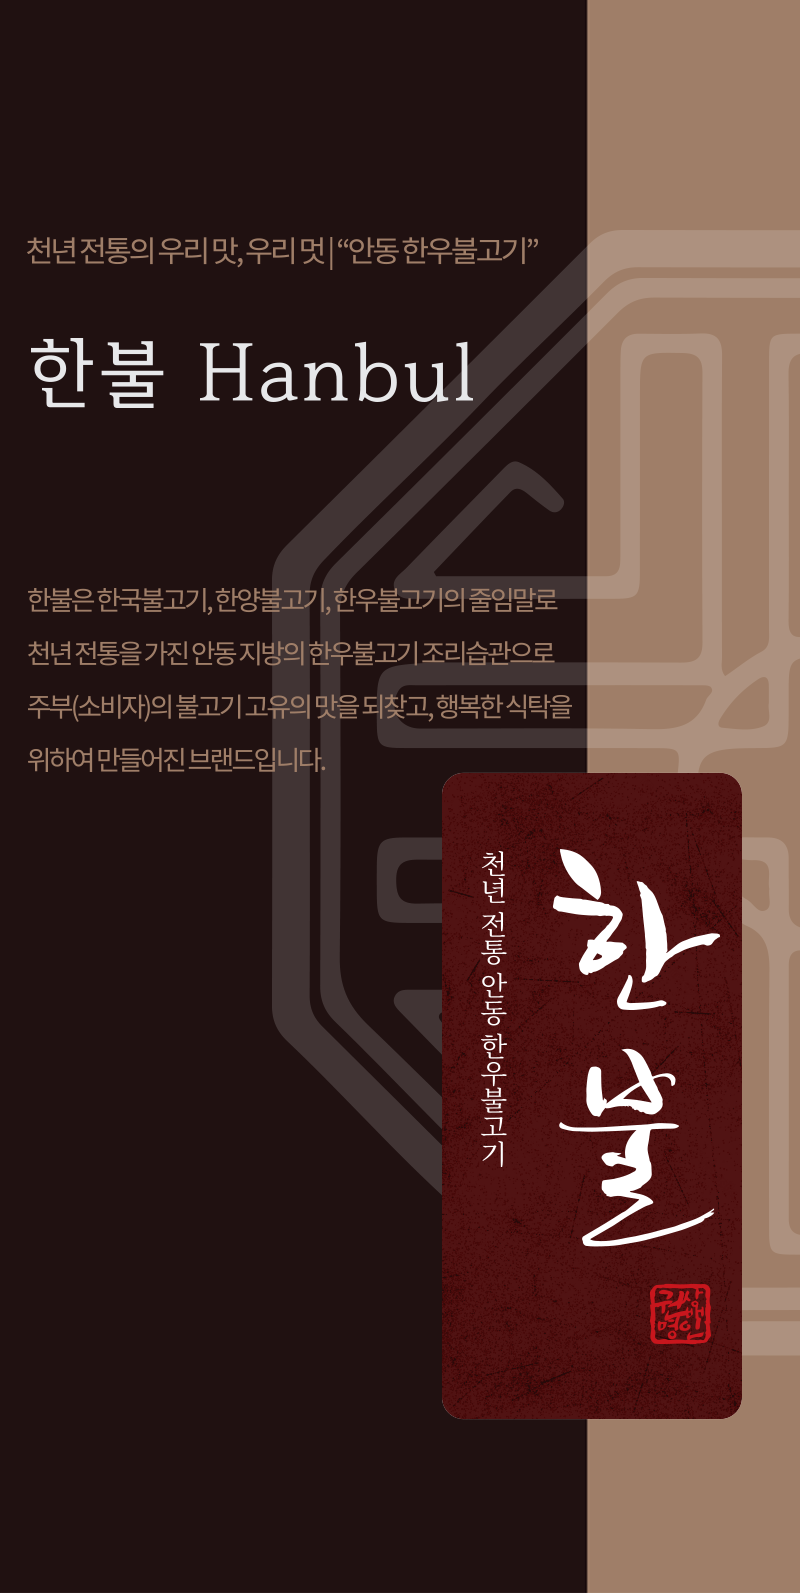 천년 전통의 우리 맛, 우리 멋 | “안동 한우불고기”
한불 Hanbul
한불은 한국불고기, 한양불고기, 한우불고기의 줄임말로
천년 전통을 가진 안동 지방의 한우불고기 조리습관으로
주부(소비자)의 불고기 고유의 맛을 되찾고, 행복한 식탁을
위하여 만들어진 브랜드입니다.
한불
천년 전통 안동 한우불고기